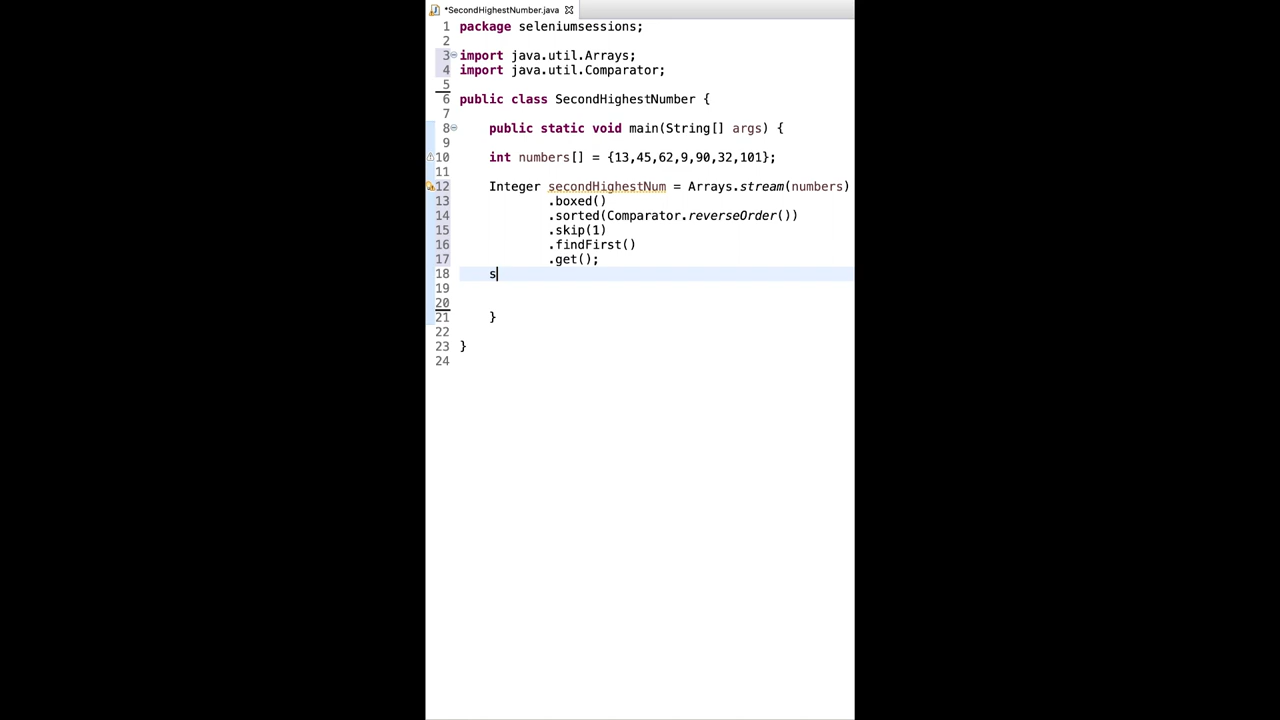 *SecondHighestNumber.java
1 package seleniumsessions;
2
3 import java.util.Arrays;
4 import java.util.Comparator;
5
6 public class SecondHighestNumber {
7
8 public static void main(String[] args) {
9
10 int numbers[] = {13,45,62,9,90,32,101};
11
12 Integer secondHighestNum = Arrays.stream(numbers)
13 .boxed()
14 .sorted(Comparator.reverseOrder())
15 .skip(1)
16 .findFirst()
17 .get();
18 s
19
20
21 }
22
23 }
24